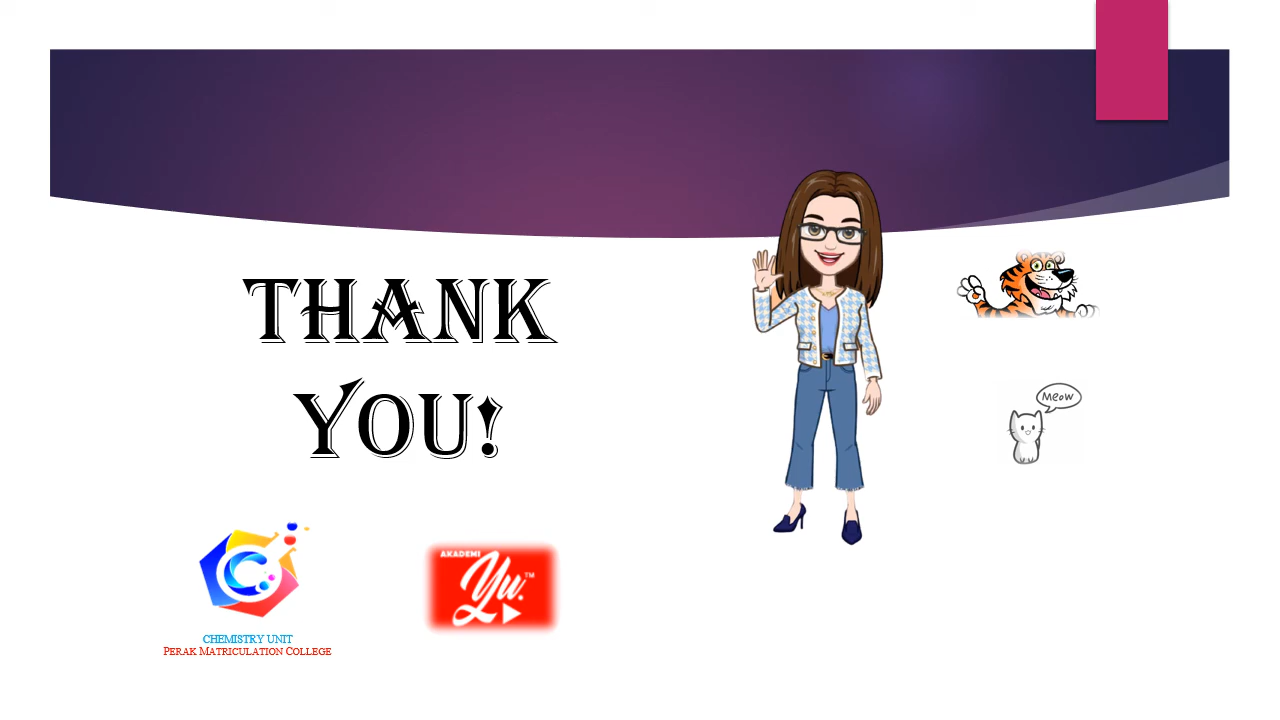 THANK
YOU!
Meow
AKADEMI
Yu.™
CHEMISTRY UNIT
PERAK MATRICULATION COLLEGE